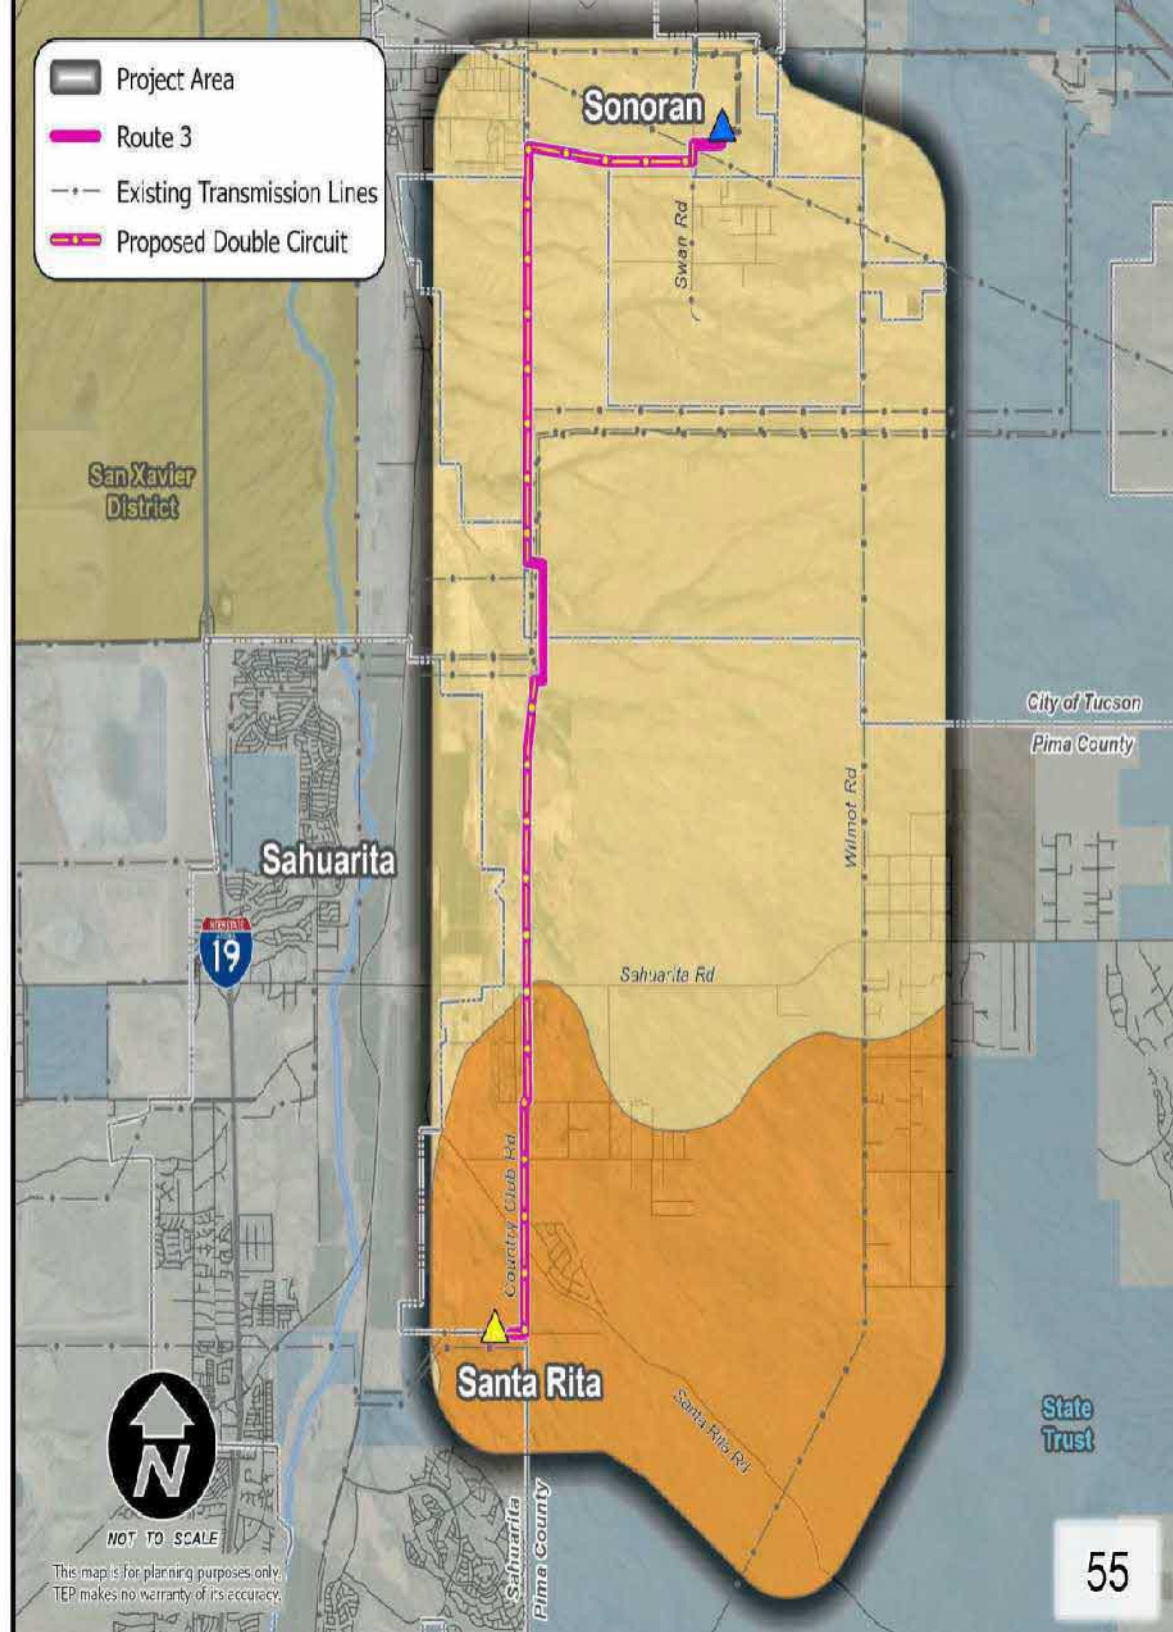 Project Area
Route 3
Existing Transmission Lines
Proposed Double Circuit
Sonoran
Swan Rd
San Xavier
District
City of Tucson
Pima County
Wilmot Rd
Sahuarita
INTERSTATE
19
Sahuarita Rd
Country Club Rd
Santa Rita
Santa Rita Rd
State
Trust
N
NOT TO SCALE
This map is for planning purposes only.
TEP makes no warranty of its accuracy.
Sahuarita
Pima County
55